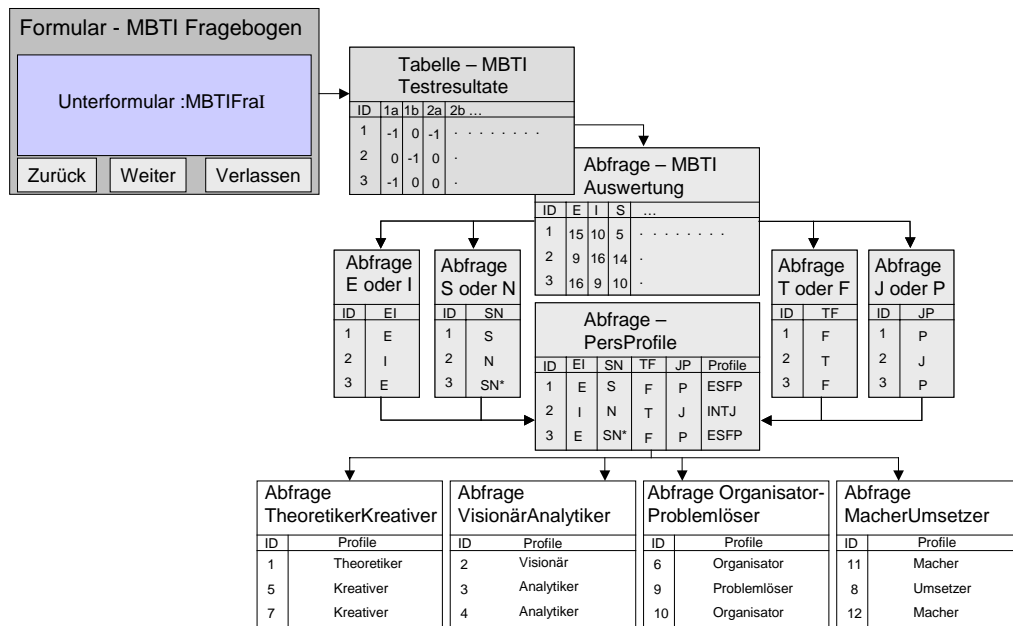 Formular - MBTI Fragebogen
Unterformular :MBTIFraI
Zurück Weiter Verlassen
Tabelle – MBTI
Testresultate
ID 1a 1b 2a 2b ...
1 -1 0 -1 . . . . . . . .
2 0 -1 0 .
3 -1 0 0 .
Abfrage – MBTI
Auswertung
ID E I S ...
1 15 10 5 . . . . . . . .
2 9 16 14 .
3 16 9 10 .
Abfrage
E oder I
ID EI
1 E
2 I
3 E
Abfrage
S oder N
ID SN
1 S
2 N
3 SN*
Abfrage
T oder F
ID TF
1 F
2 T
3 F
Abfrage
J oder P
ID JP
1 P
2 J
3 P
Abfrage –
PersProfile
ID EI SN TF JP Profile
1 E S F P ESFP
2 I N T J INTJ
3 E SN* F P ESFP
Abfrage
TheoretikerKreativer
ID Profile
1 Theoretiker
5 Kreativer
7 Kreativer
Abfrage
VisionärAnalytiker
ID Profile
2 Visionär
3 Analytiker
4 Analytiker
Abfrage Organisator-
Problemlöser
ID Profile
6 Organisator
9 Problemlöser
10 Organisator
Abfrage
MacherUmsetzer
ID Profile
11 Macher
8 Umsetzer
12 Macher